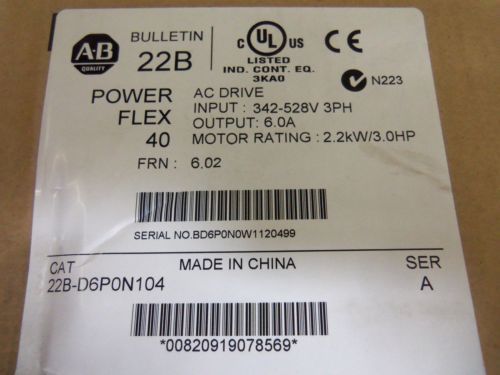 A-B
QUALITY
BULLETIN
22B
C UL US
LISTED
IND. CONT. EQ.
3KA0
CE
N223
POWER
FLEX
40
AC DRIVE
INPUT : 342-528V 3PH
OUTPUT: 6.0A
MOTOR RATING : 2.2kW/3.0HP
FRN : 6.02
SERIAL NO.BD6P0N0W1120499
CAT
22B-D6P0N104
MADE IN CHINA
SER
A
*00820919078569*